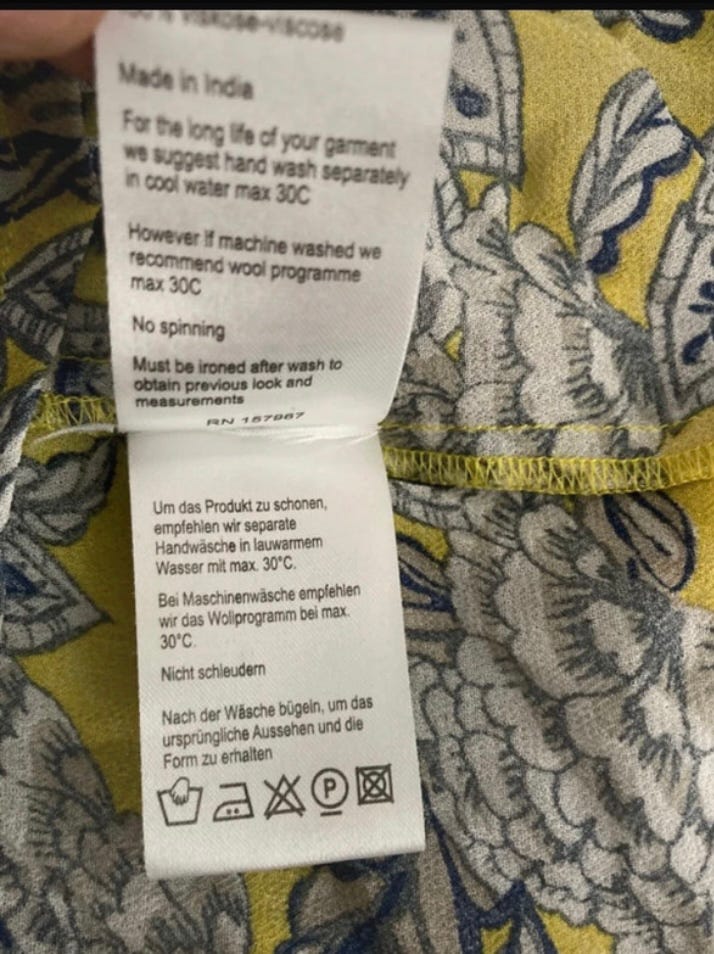 Viskose-viscose
Made in India
For the long life of your garment
we suggest hand wash separately
in cool water max 30C
However If machine washed we
recommend wool programme
max 30C
No spinning
Must be ironed after wash to
obtain previous look and
measurements
RN 157967
Um das Produkt zu schonen,
empfehlen wir separate
Handwäsche in lauwarmem
Wasser mit max. 30°C.
Bei Maschinenwäsche empfehlen
wir das Wollprogramm bei max.
30°C.
Nicht schleudern
Nach der Wäsche bügeln, um das
ursprüngliche Aussehen und die
Form zu erhalten
P